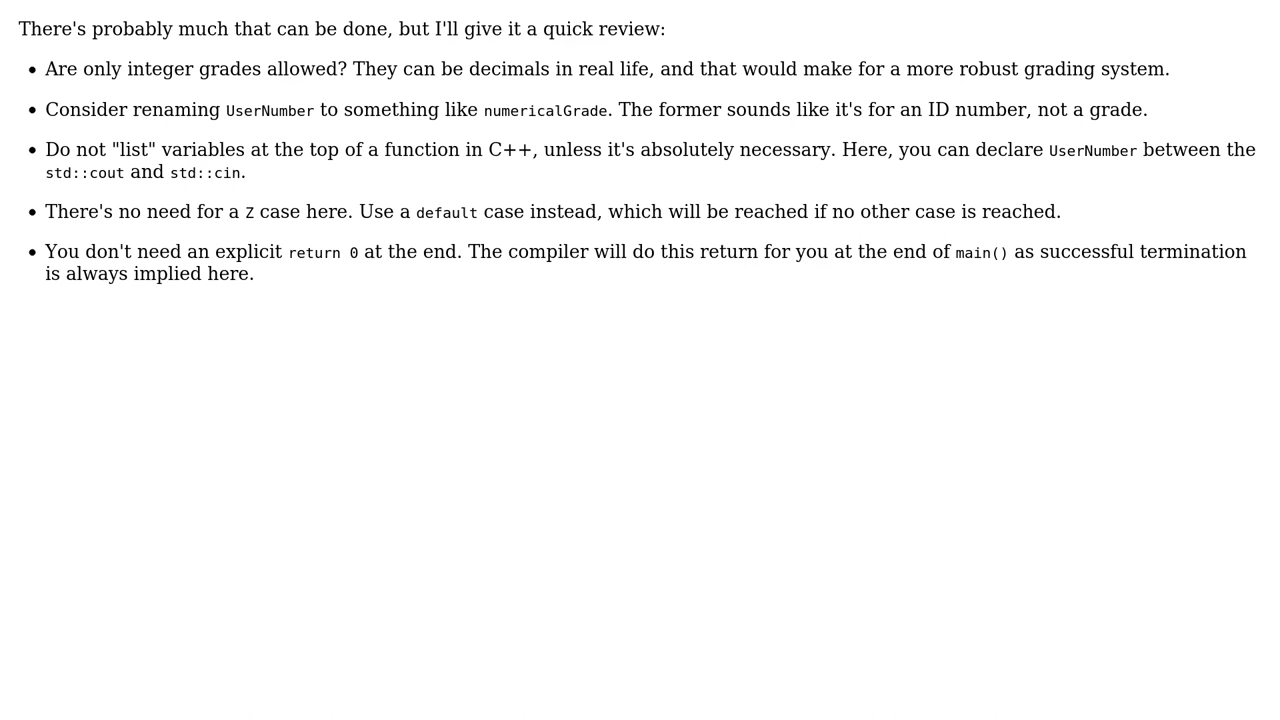 There's probably much that can be done, but I'll give it a quick review:
• Are only integer grades allowed? They can be decimals in real life, and that would make for a more robust grading system.
• Consider renaming UserNumber to something like numericalGrade. The former sounds like it's for an ID number, not a grade.
• Do not "list" variables at the top of a function in C++, unless it's absolutely necessary. Here, you can declare UserNumber between the
std::cout and std::cin.
• There's no need for a Z case here. Use a default case instead, which will be reached if no other case is reached.
• You don't need an explicit return 0 at the end. The compiler will do this return for you at the end of main() as successful termination
is always implied here.